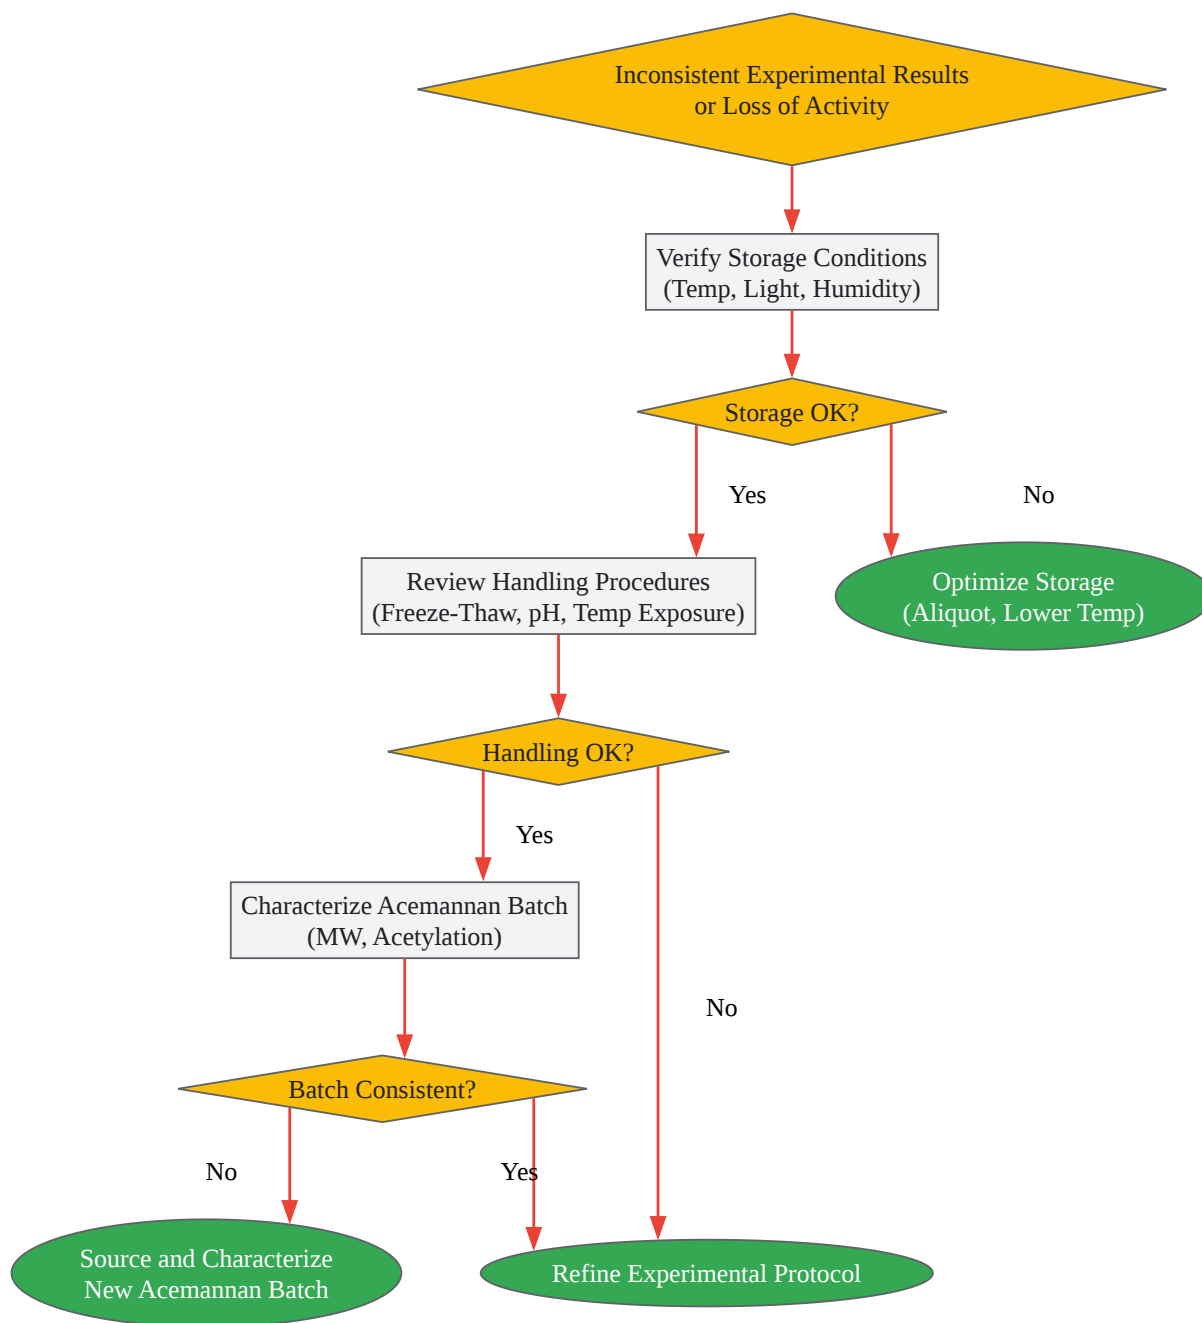 Inconsistent Experimental Results
or Loss of Activity
Verify Storage Conditions
(Temp, Light, Humidity)
Storage OK?
Yes
No
Review Handling Procedures
(Freeze-Thaw, pH, Temp Exposure)
Optimize Storage
(Aliquot, Lower Temp)
Handling OK?
Yes
Characterize Acemannan Batch
(MW, Acetylation)
No
Batch Consistent?
No
Yes
Source and Characterize
New Acemannan Batch
Refine Experimental Protocol